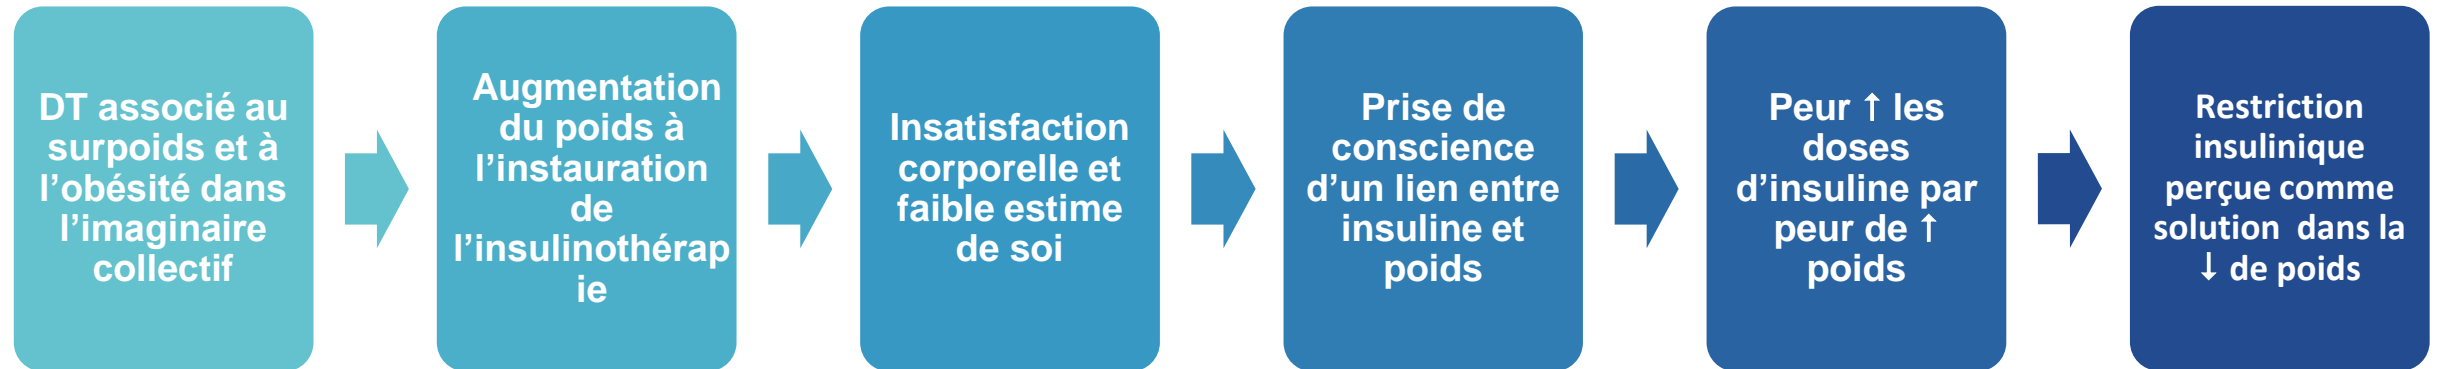 DT associé au
surpoids et à
l’obésité dans
l’imaginaire
collectif
Augmentation
du poids à
l’instauration
de
l’insulinothérap
ie
Insatisfaction
corporelle et
faible estime
de soi
Prise de
conscience
d’un lien entre
insuline et
poids
Peur ↑ les
doses
d’insuline par
peur de ↑
poids
Restriction
insulinique
perçue comme
solution  dans la
↓ de poids